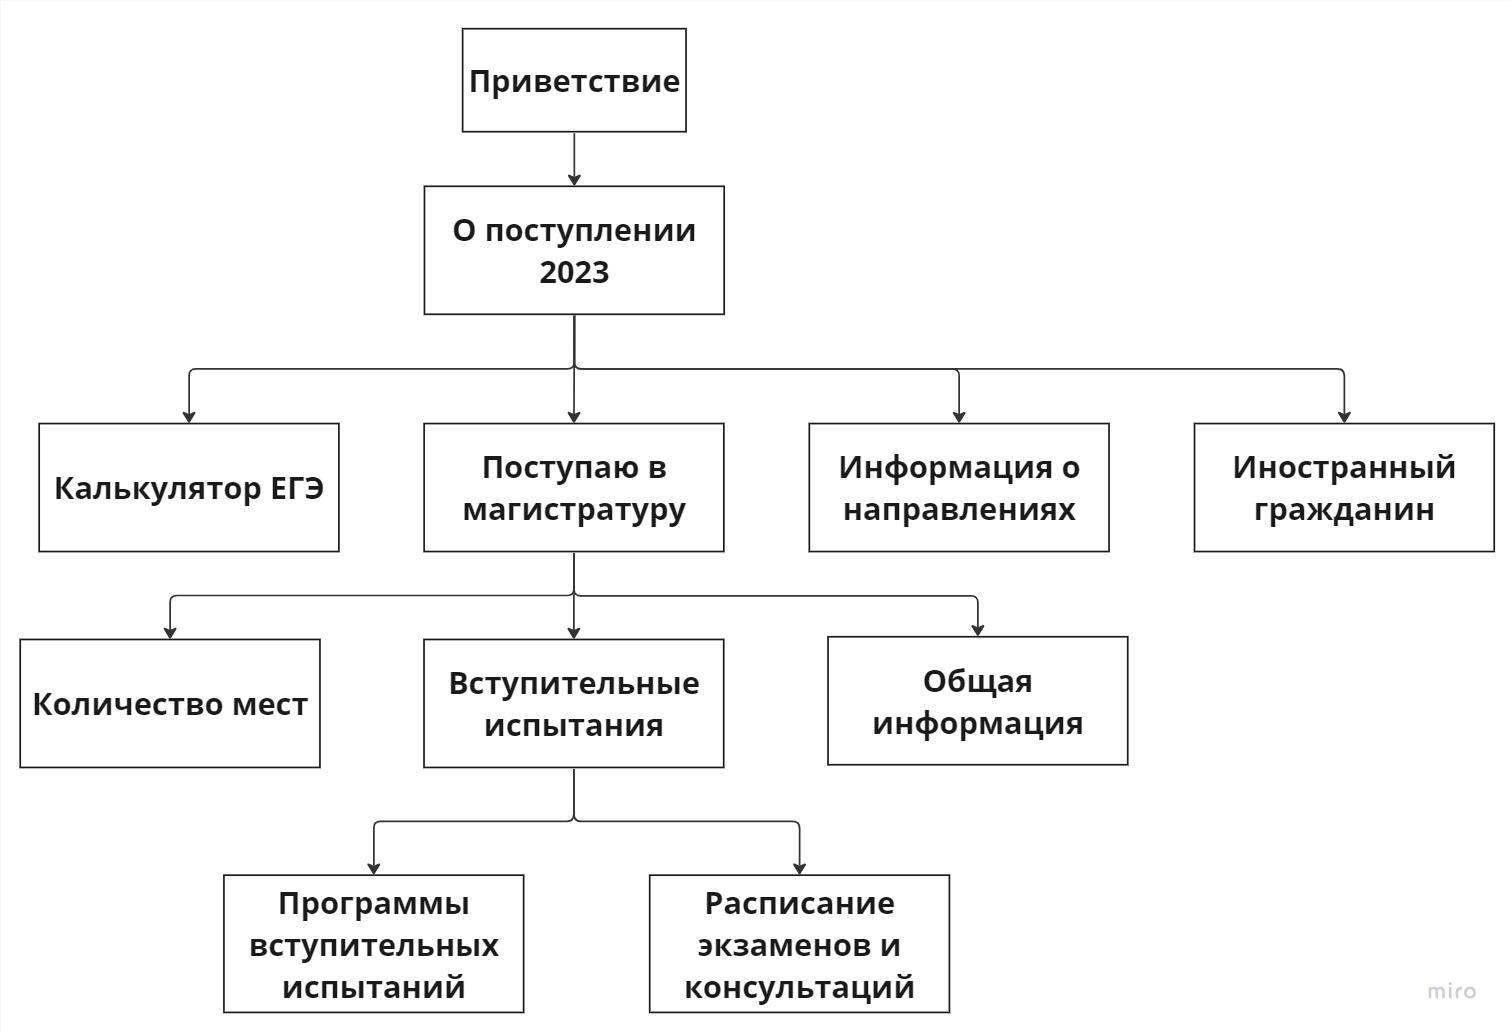 Приветствие
О поступлении
2023
Калькулятор ЕГЭ
Поступаю в
магистратуру
Информация о
направлениях
Иностранный
гражданин
Количество мест
Вступительные
испытания
Общая
информация
Программы
вступительных
испытаний
Расписание
экзаменов и
консультаций
miro